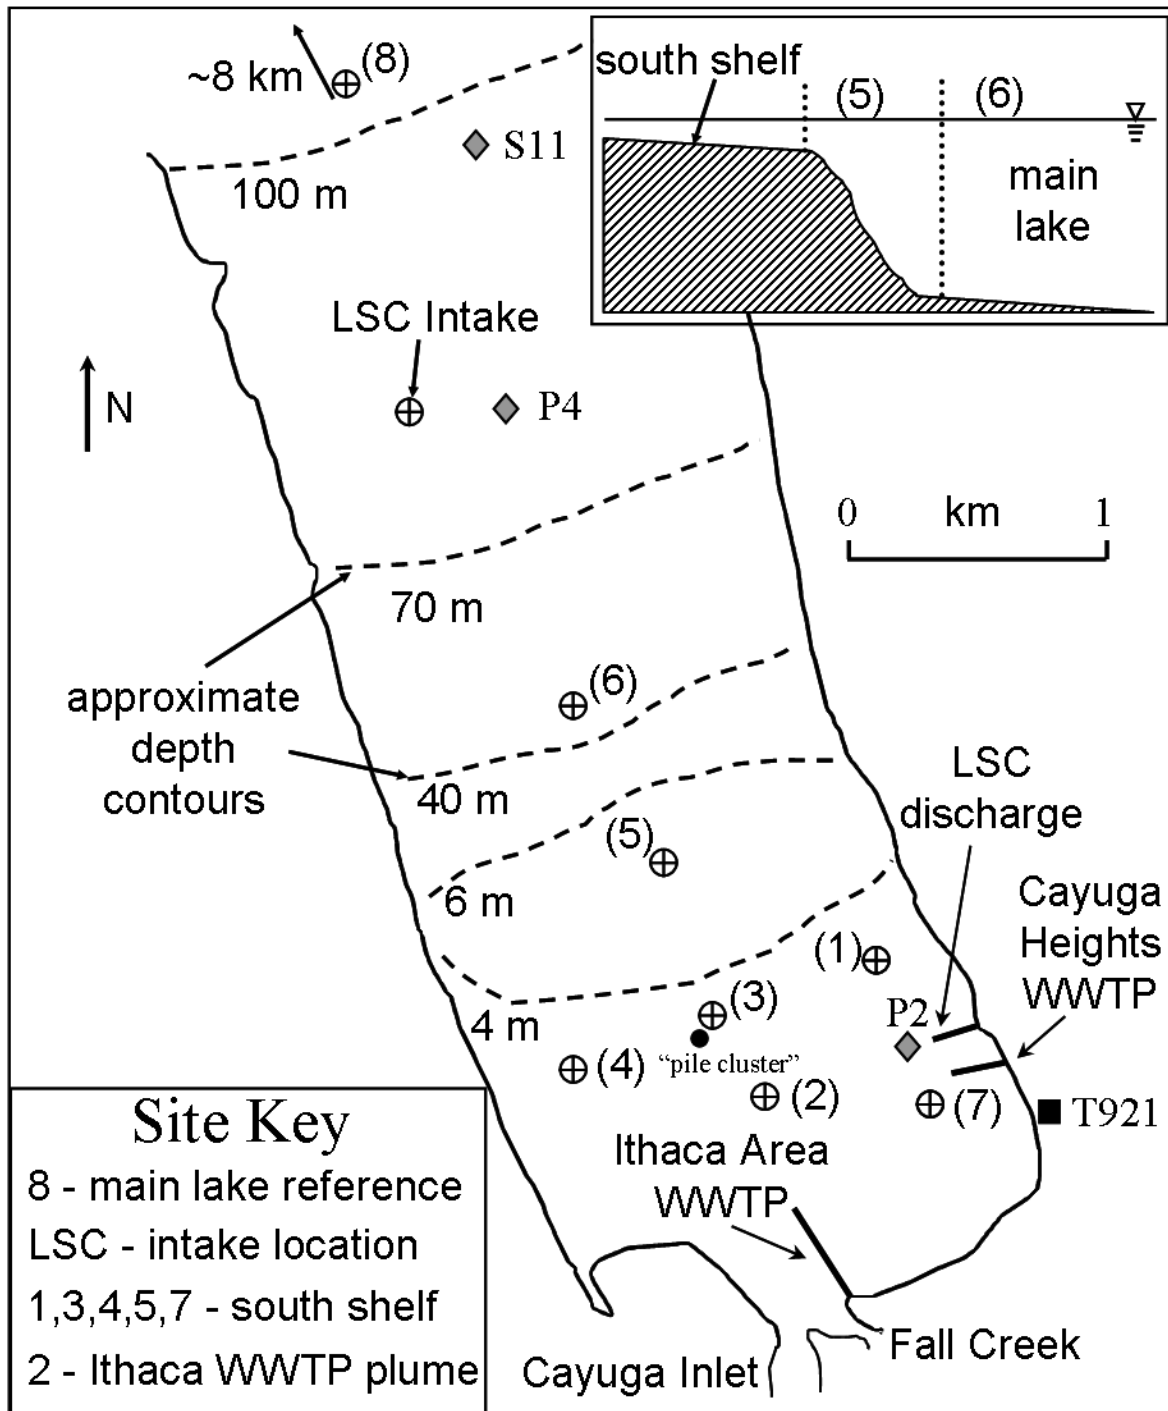 (8)
~8 km
south shelf
(5)
(6)
main
lake
S11
100 m
LSC Intake
N
P4
0 km 1
70 m
approximate
depth
contours
(6)
40 m
LSC
discharge
(5)
6 m
Cayuga
Heights
WWTP
(1)
(3)
P2
4 m
"pile cluster"
(4)
(2)
(7)
T921
Ithaca Area
WWTP
Site Key
8 - main lake reference
LSC - intake location
1,3,4,5,7 - south shelf
2 - Ithaca WWTP plume
Cayuga Inlet
Fall Creek